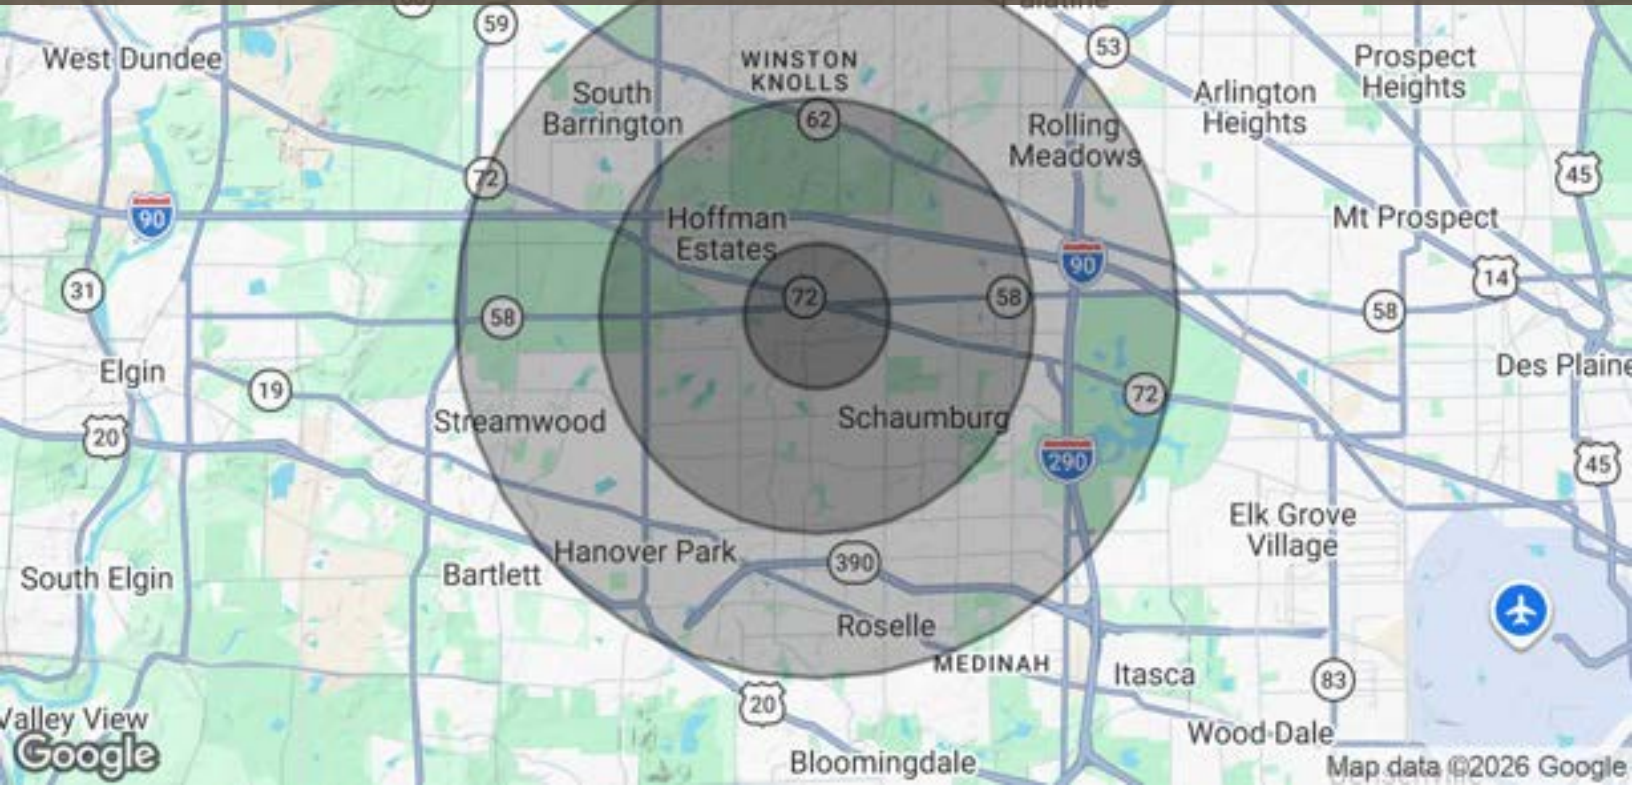 Palatine
59
53
West Dundee
WINSTON
KNOLLS
Prospect
Heights
South
Barrington
62
Rolling
Meadows
Arlington
Heights
72
45
90
Hoffman
Estates
Mt Prospect
90
31
72
58
14
58
58
Elgin
19
Des Plaine
72
20
Streamwood
Schaumburg
290
45
Elk Grove
Village
South Elgin
Bartlett
Hanover Park
390
Roselle
MEDINAH
Itasca
83
20
Valley View
Wood Dale
Google
Bloomingdale
Map data ©2026 Google